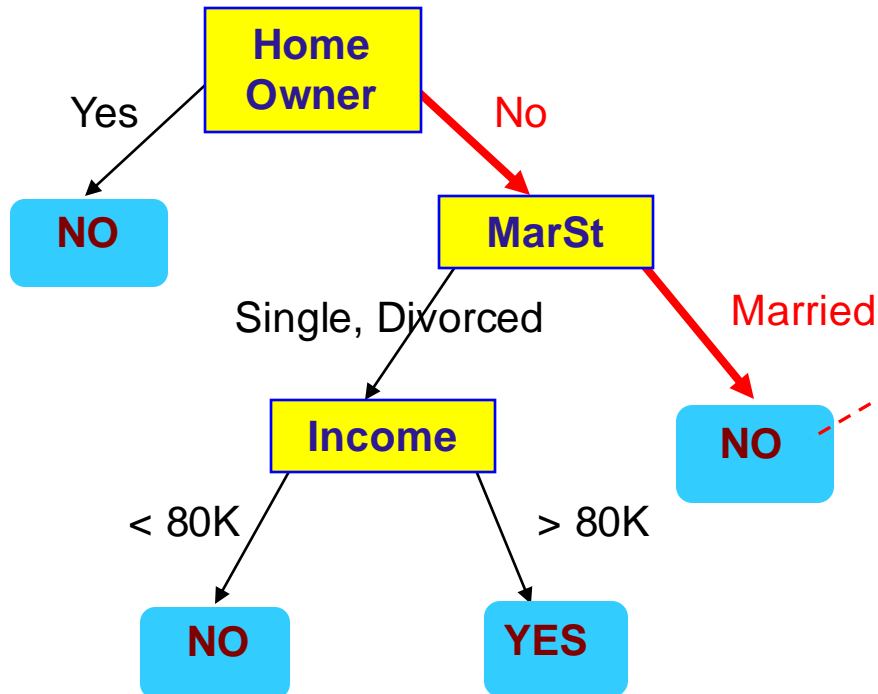 Home
Owner
Yes
No
NO
MarSt
Single, Divorced
Married
Income
NO
< 80K
> 80K
NO
YES